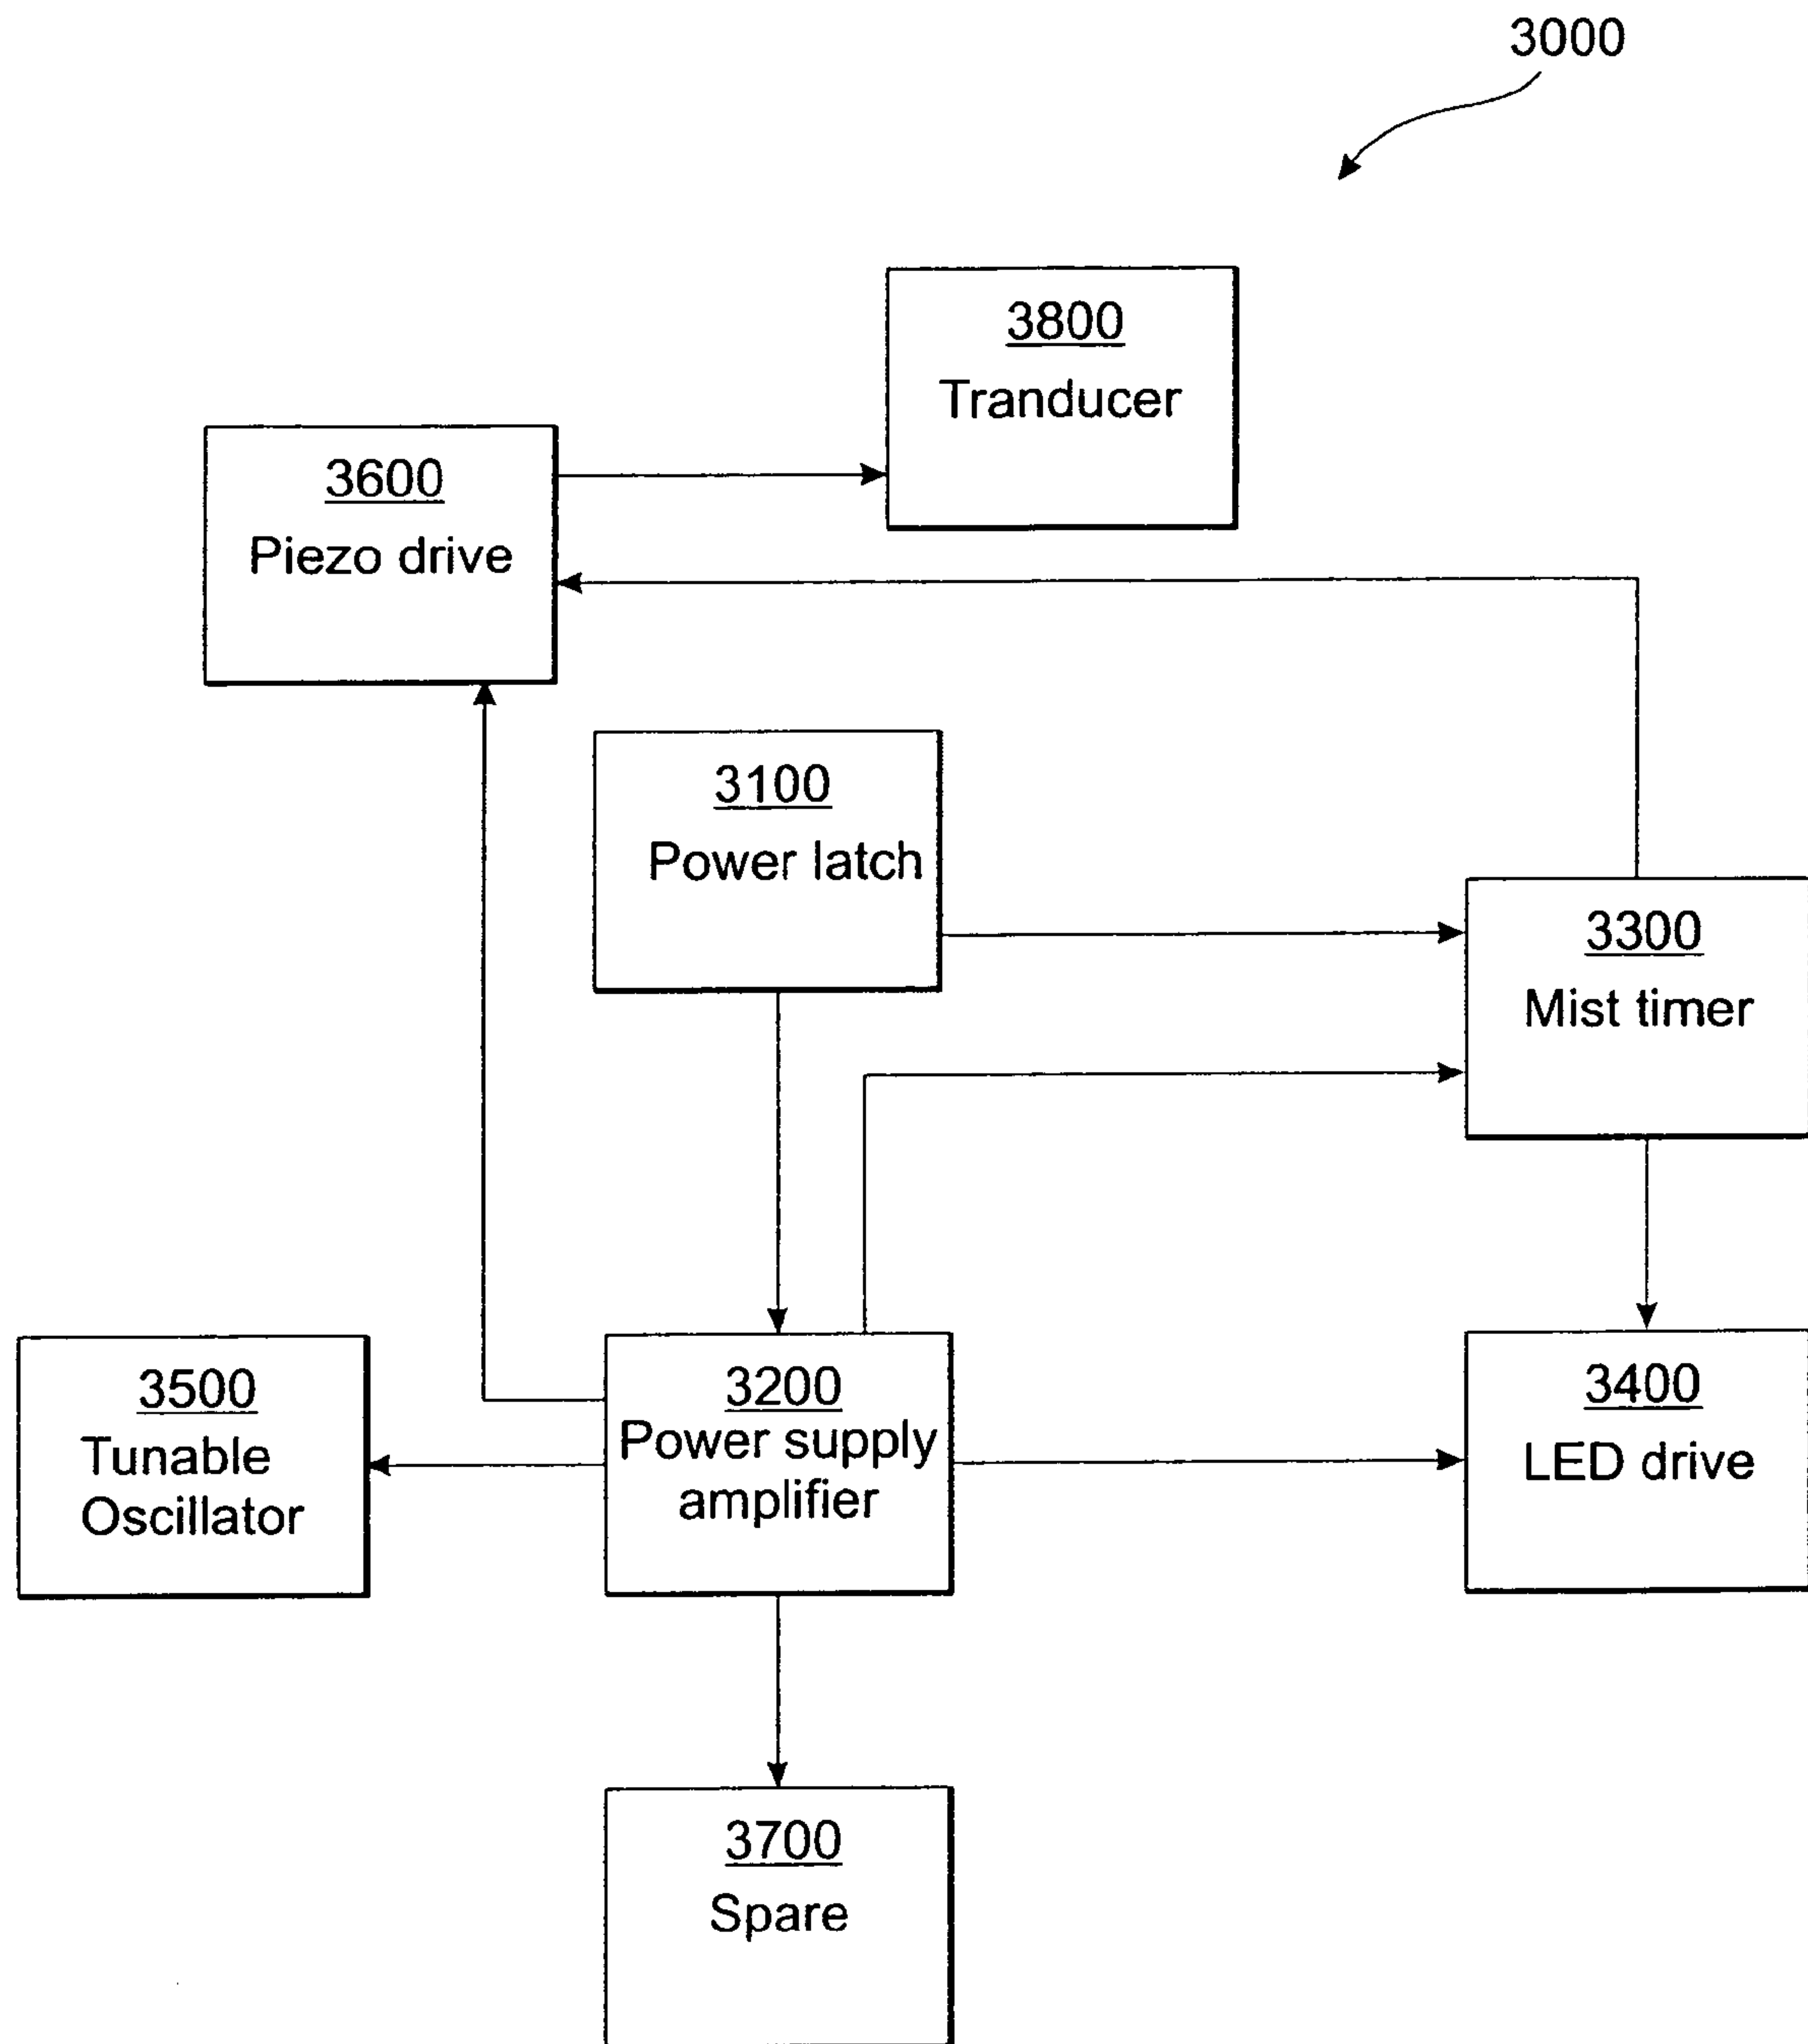 3000
3800
Tranducer
3600
Piezo drive
3100
Power latch
3300
Mist timer
3500
Tunable
Oscillator
3200
Power supply
amplifier
3400
LED drive
3700
Spare